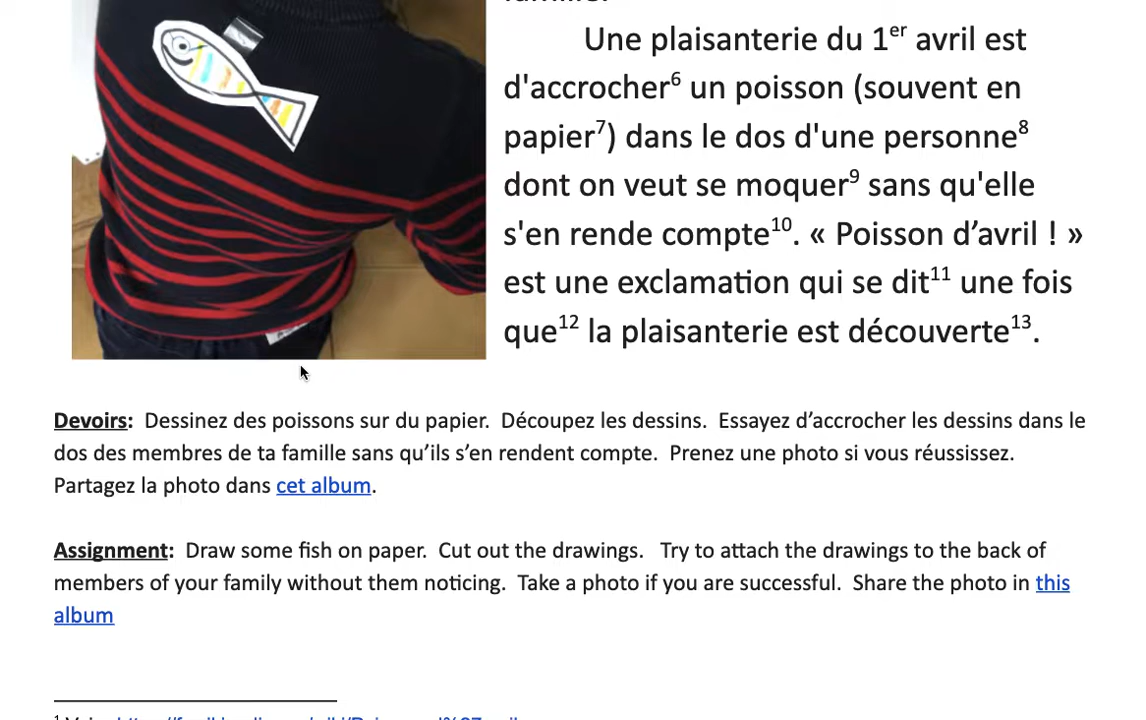 Une plaisanterie du 1er avril est
d'accrocher6 un poisson (souvent en
papier7) dans le dos d'une personne8
dont on veut se moquer9 sans qu'elle
s'en rende compte10. « Poisson d’avril ! »
est une exclamation qui se dit11 une fois
que12 la plaisanterie est découverte13.
Devoirs: Dessinez des poissons sur du papier. Découpez les dessins. Essayez d’accrocher les dessins dans le
dos des membres de ta famille sans qu’ils s’en rendent compte. Prenez une photo si vous réussissez.
Partagez la photo dans cet album.
Assignment: Draw some fish on paper. Cut out the drawings. Try to attach the drawings to the back of
members of your family without them noticing. Take a photo if you are successful. Share the photo in this
album